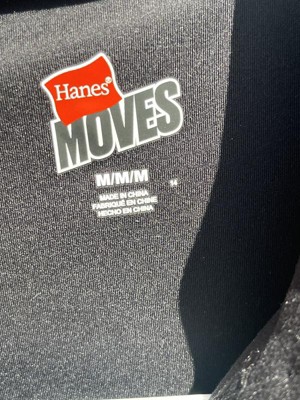 Hanes
MOVES
M/M/M
MADE IN CHINA
FABRIQUÉ EN CHINE
HECHO EN CHINA